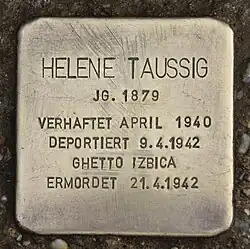 HELENE TAUSSIG
JG. 1879
VERHAFTET APRIL 1940
DEPORTIERT 9.4.1942
GHETTO IZBICA
ERMORDET 21.4.1942